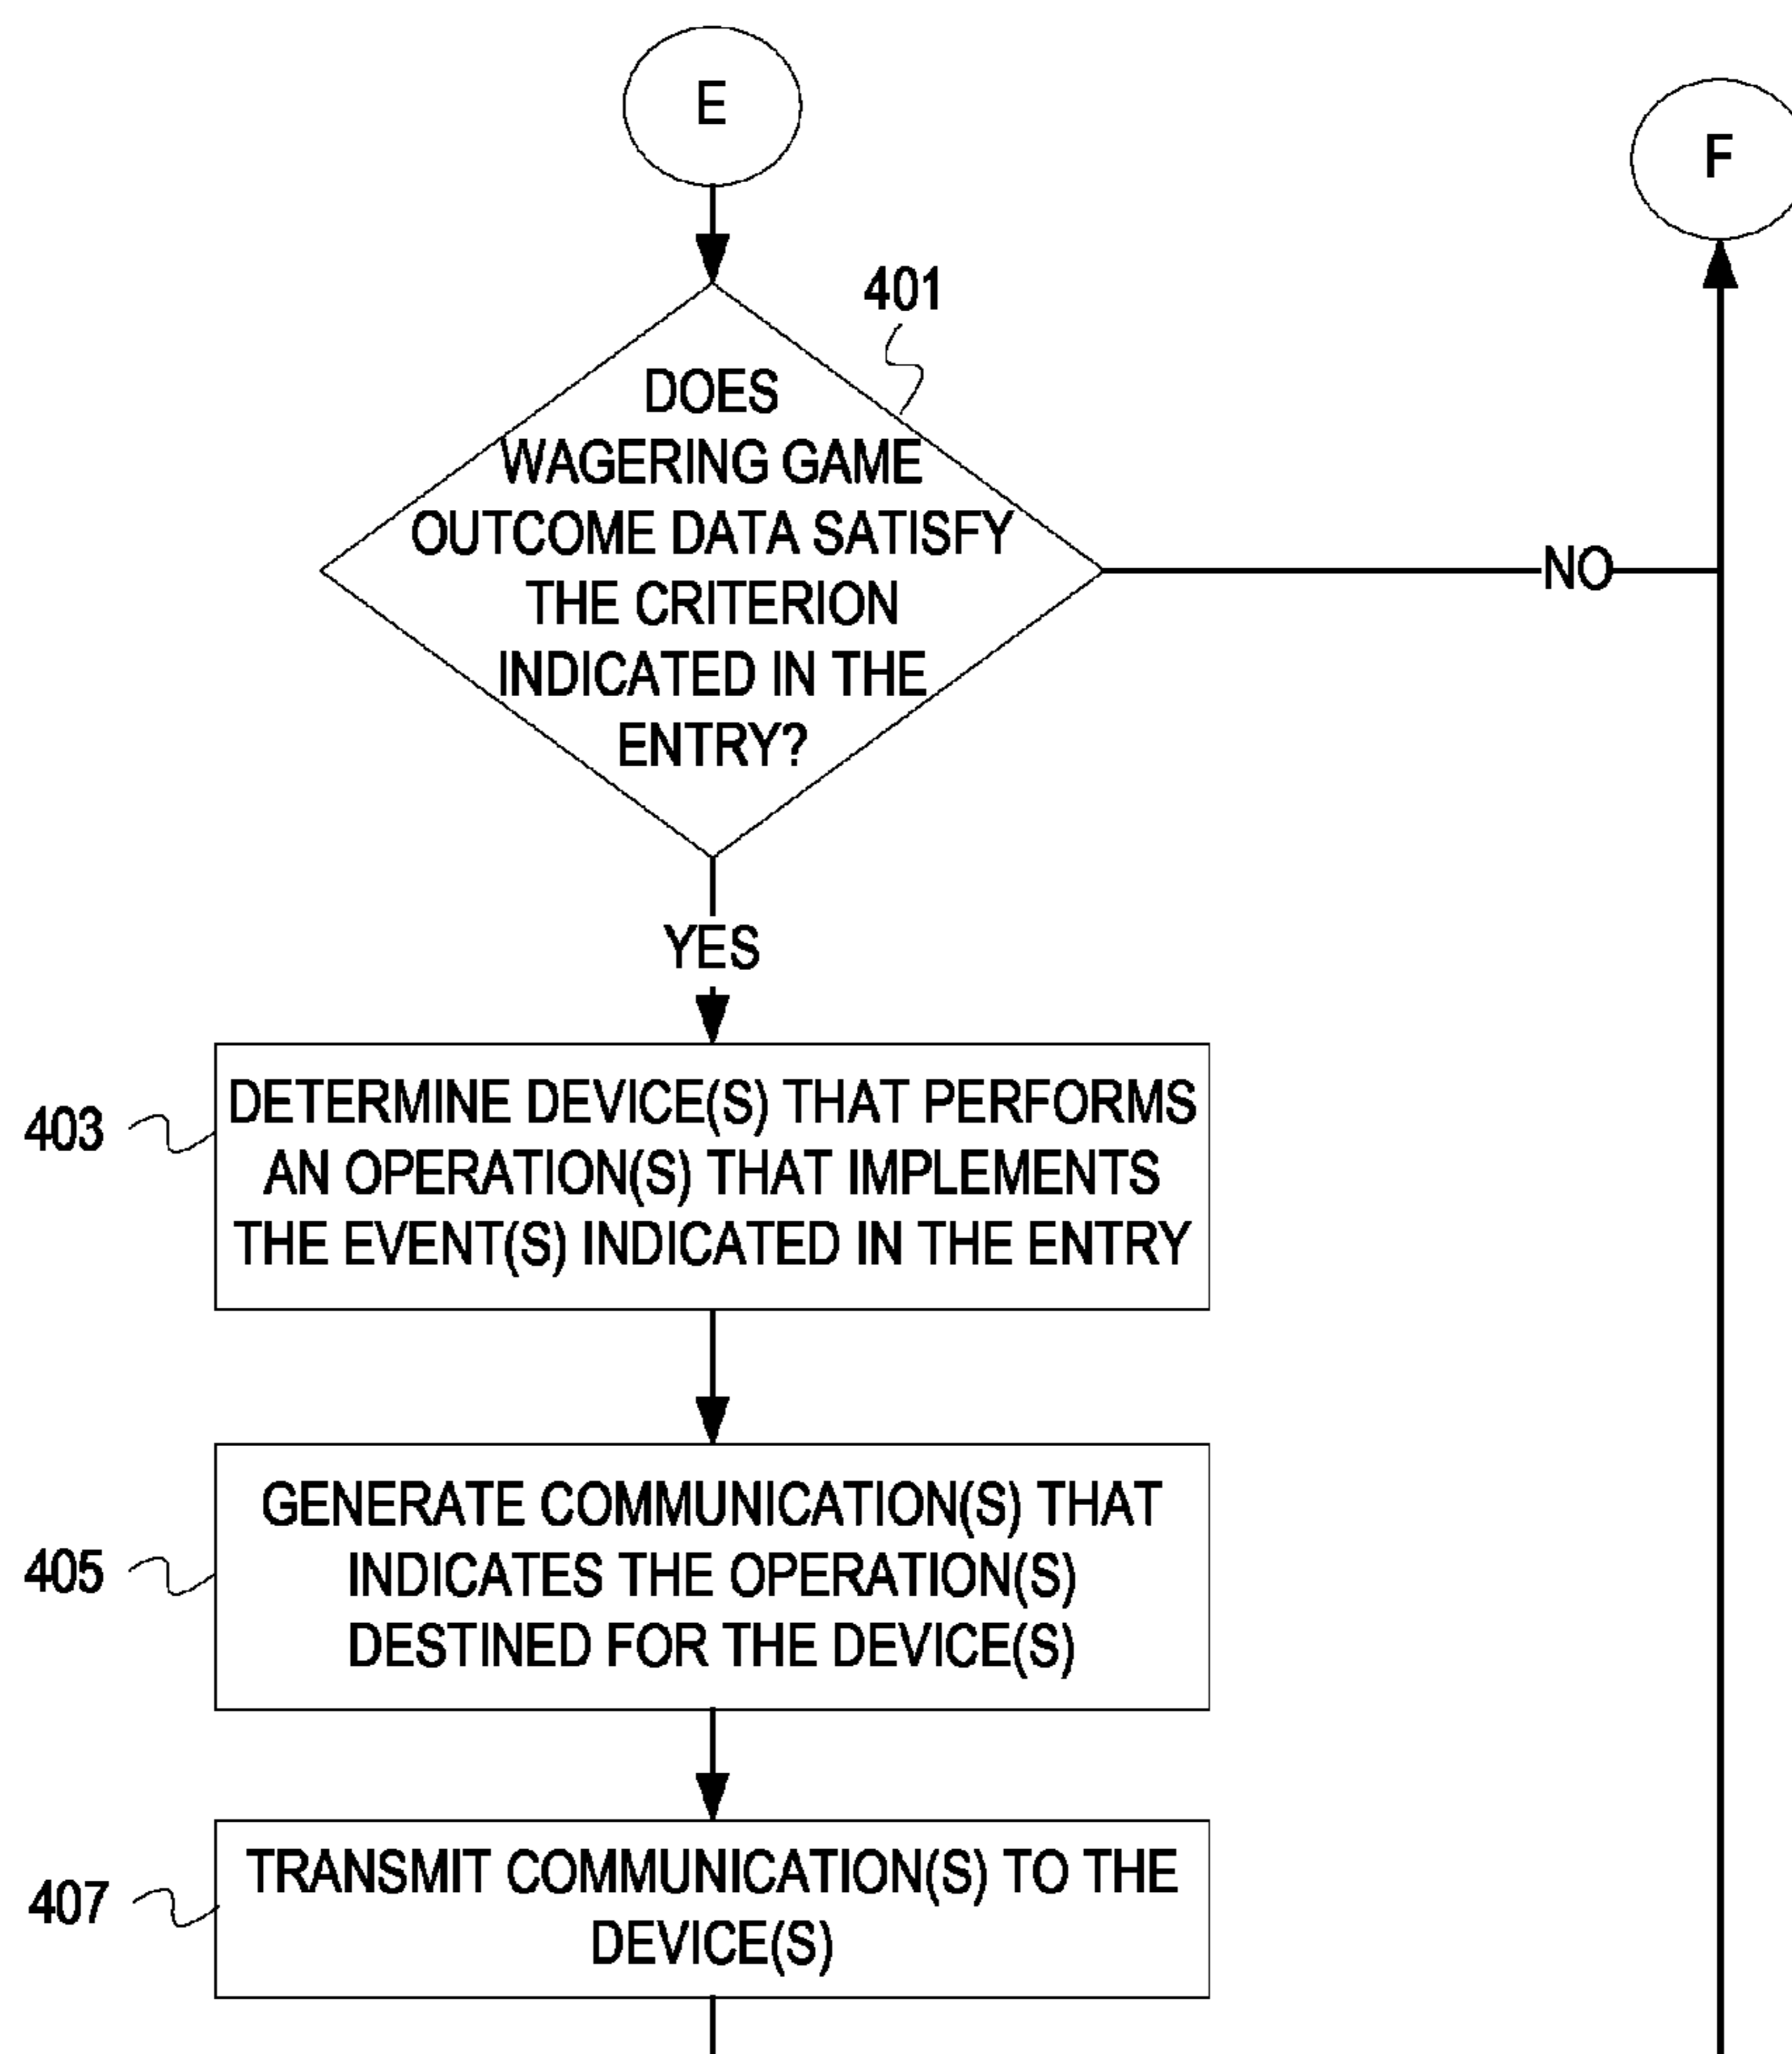 E
F
401
DOES
WAGERING GAME
OUTCOME DATA SATISFY
THE CRITERION
INDICATED IN THE
ENTRY?
NO
YES
403
DETERMINE DEVICE(S) THAT PERFORMS
AN OPERATION(S) THAT IMPLEMENTS
THE EVENT(S) INDICATED IN THE ENTRY
405
GENERATE COMMUNICATION(S) THAT
INDICATES THE OPERATION(S)
DESTINED FOR THE DEVICE(S)
407
TRANSMIT COMMUNICATION(S) TO THE
DEVICE(S)